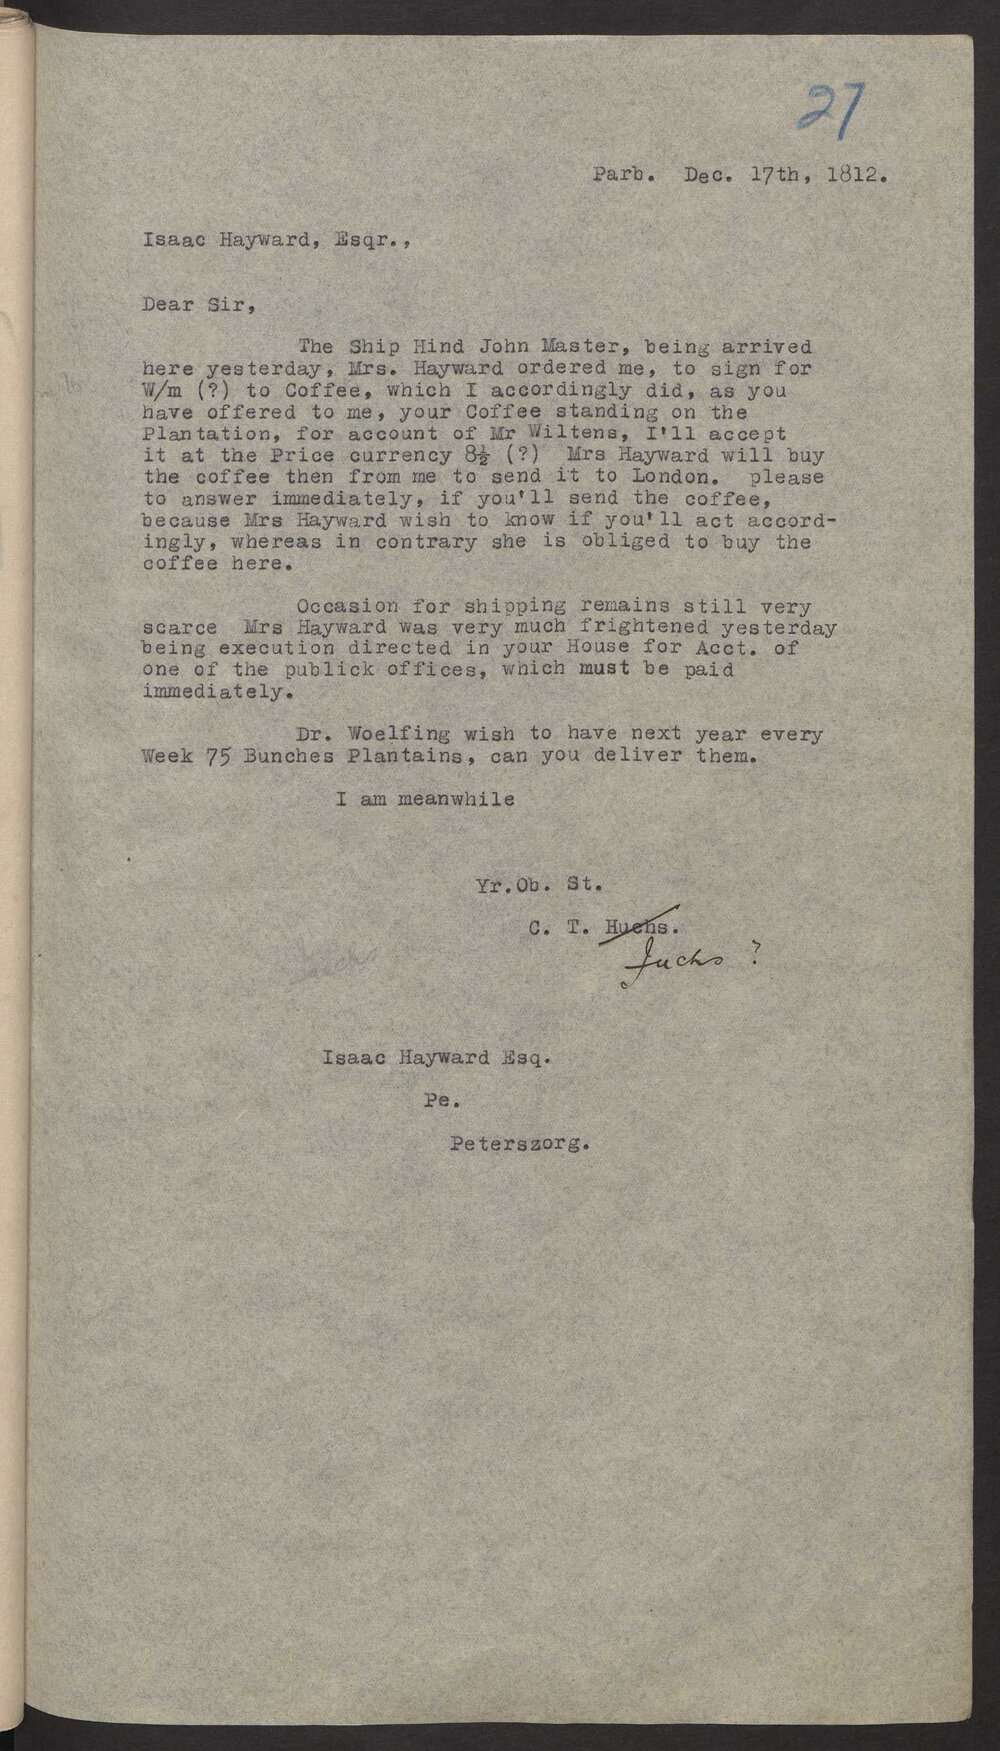 27
Parb. Dec. 17th, 1812.
Isaac Hayward, Esqr.,
Dear Sir,
The Ship Hind John Master, being arrived
here yesterday, Mrs. Hayward ordered me, to sign for
W/m (?) to Coffee, which I accordingly did, as you
have offered to me, your Coffee standing on the
Plantation, for account of Mr Wiltens, I'll accept
it at the Price currency 8½ (?) Mrs Hayward will buy
the coffee then from me to send it to London. please
to answer immediately, if you'll send the coffee,
because Mrs Hayward wish to know if you'll act accord-
ingly, whereas in contrary she is obliged to buy the
coffee here.
Occasion for shipping remains still very
scarce Mrs Hayward was very much frightened yesterday
being execution directed in your House for Acct. of
one of the publick offices, which must be paid
immediately.
Dr. Woelfing wish to have next year every
Week 75 Bunches Plantains, can you deliver them.
I am meanwhile
Yr.Ob. St.
C. T. Huchs.
Fuchs ?
Isaac Hayward Esq.
Pe.
Peterszorg.